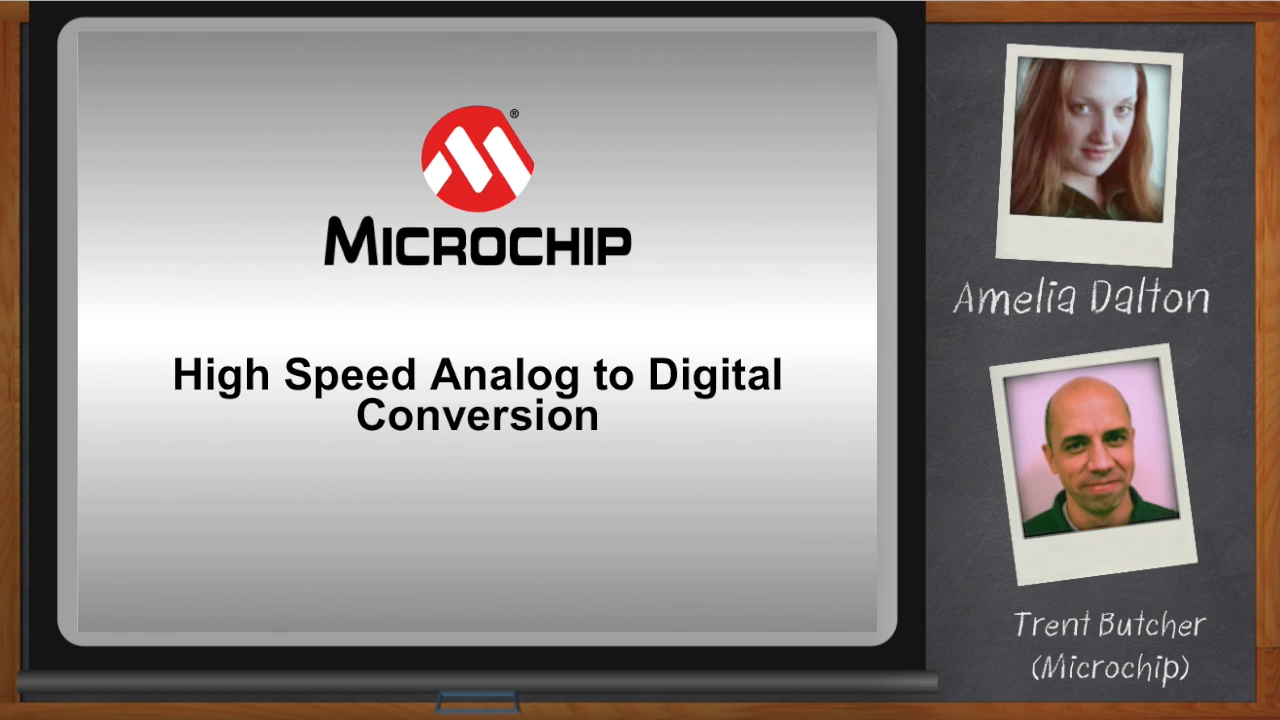 ®
MICROCHIP
High Speed Analog to Digital
Conversion
Amelia Dalton
Trent Butcher
(Microchip)